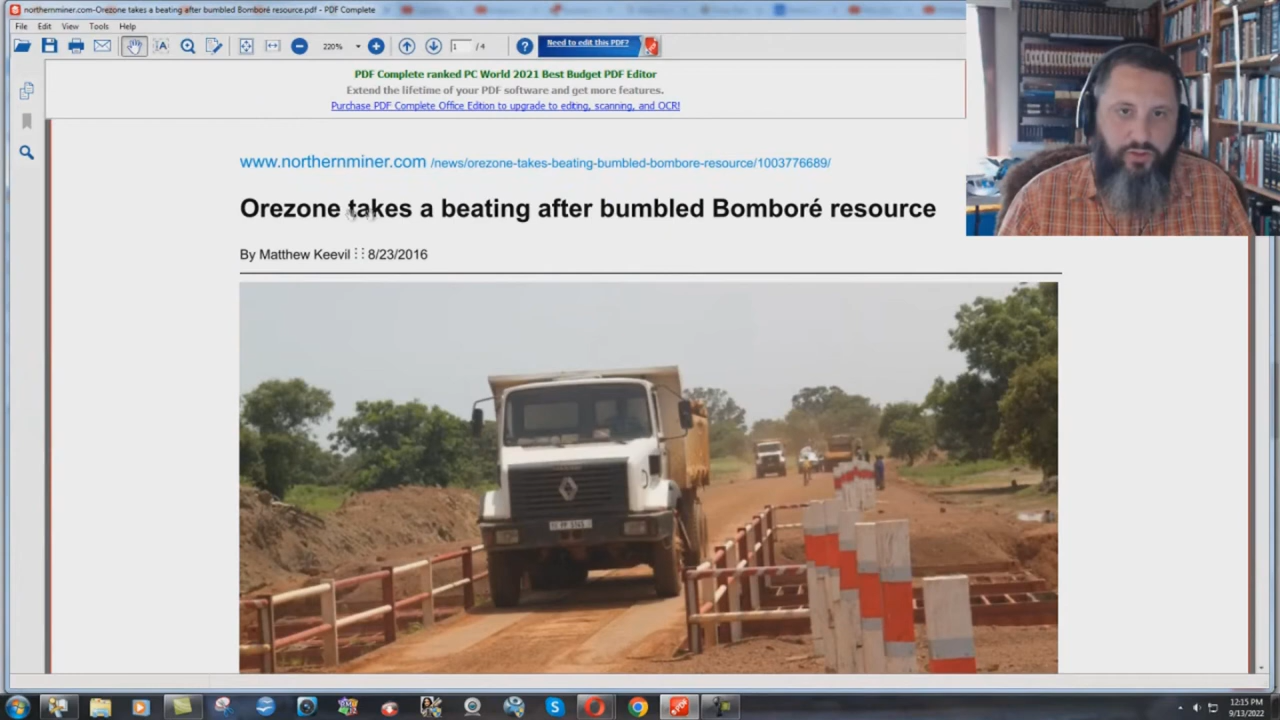 northernminer.com-Orezone takes a beating after bumbled Bomboré resource.pdf - PDF Complete
File Edit View Tools Help
220% 1 / 4 Need to edit this PDF?
PDF Complete ranked PC World 2021 Best Budget PDF Editor
Extend the lifetime of your PDF software and get more features.
Purchase PDF Complete Office Edition to upgrade to editing, scanning, and OCR!
www.northernminer.com /news/orezone-takes-beating-bumbled-bombore-resource/1003776689/
Orezone takes a beating after bumbled Bomboré resource
By Matthew Keevil ⋮⋮ 8/23/2016
12:15 PM
9/13/2022